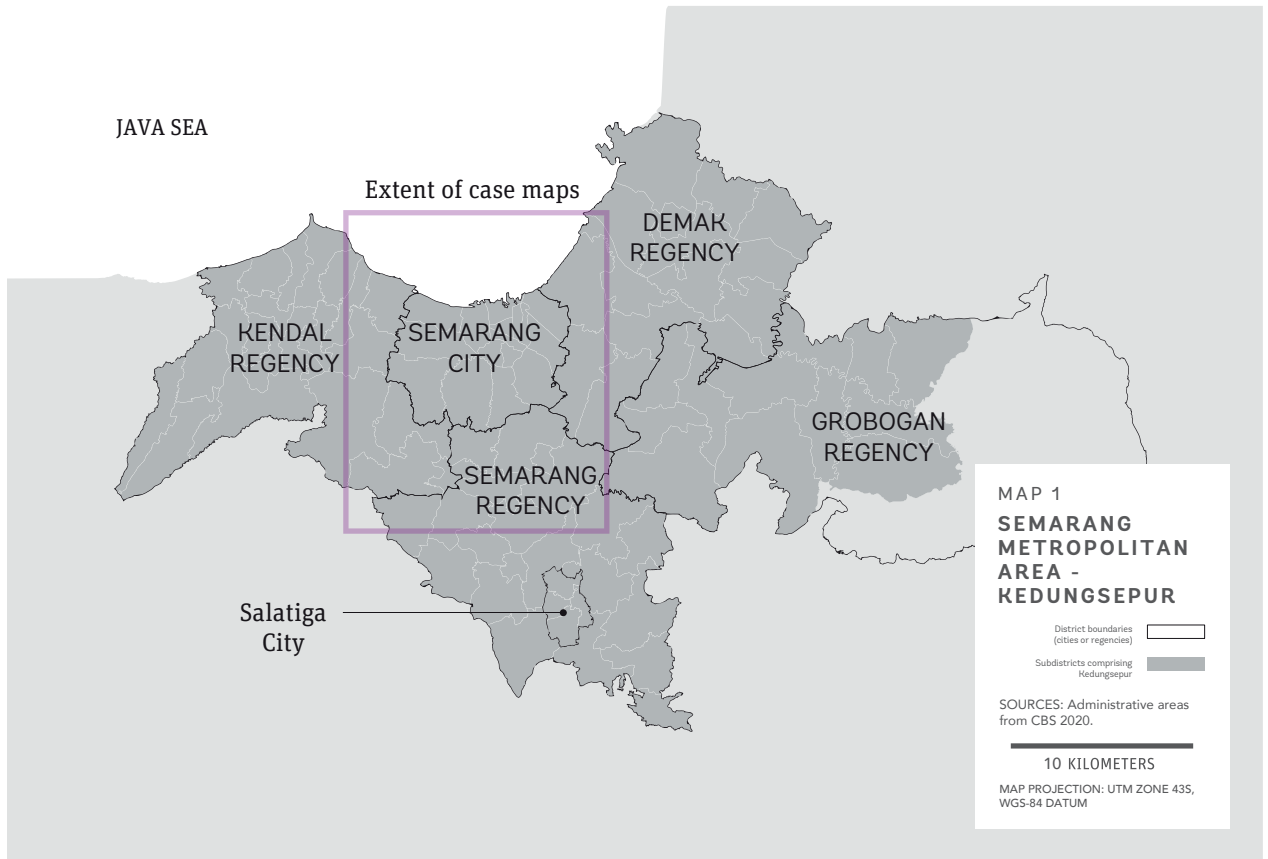 JAVA SEA
Extent of case maps
DEMAK
REGENCY
KENDAL
REGENCY
SEMARANG
CITY
GROBOGAN
REGENCY
SEMARANG
REGENCY
Salatiga
City
MAP 1
SEMARANG
METROPOLITAN
AREA -
KEDUNGSEPUR
District boundaries
(cities or regencies)
Subdistricts comprising
Kedungsepur
SOURCES: Administrative areas
from CBS 2020.
10 KILOMETERS
MAP PROJECTION: UTM ZONE 43S,
WGS-84 DATUM